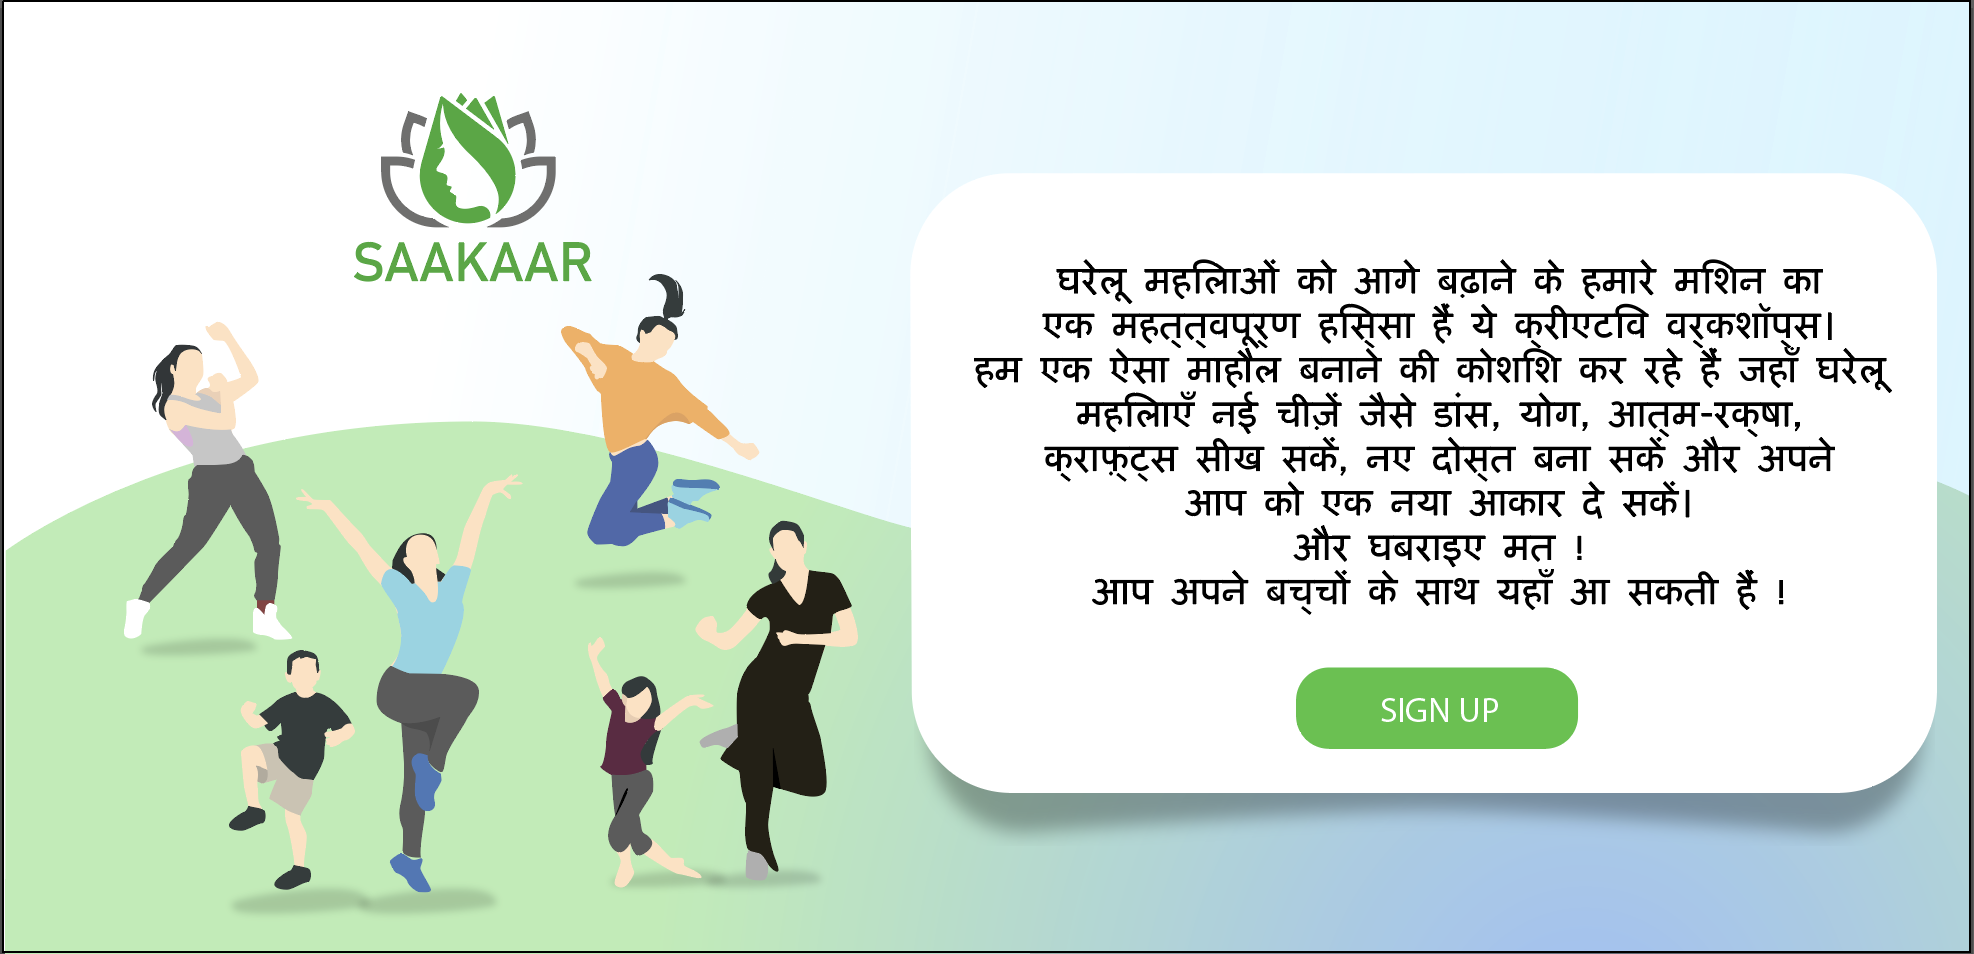 SAAKAAR
घरेलू महिलाओं को आगे बढ़ाने के हमारे मिशन का
एक महत्त्वपूर्ण हिस्सा हैं ये क्रीएटिव वर्कशॉप्स।
हम एक ऐसा माहौल बनाने की कोशिश कर रहे हैं जहाँ घरेलू
महिलाएँ नई चीज़ें जैसे डांस, योग, आत्म-रक्षा,
क्राफ़्ट्स सीख सकें, नए दोस्त बना सकें और अपने
आप को एक नया आकार दे सकें।
और घबराइए मत !
आप अपने बच्चों के साथ यहाँ आ सकती हैं !
SIGN UP